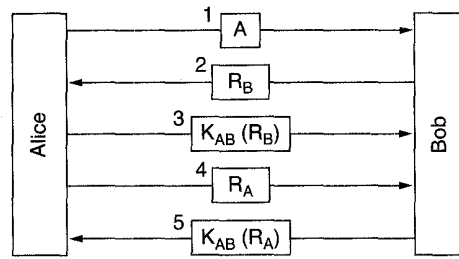 Alice
Bob
1 A
2 R_B
3 K_AB (R_B)
4 R_A
5 K_AB (R_A)